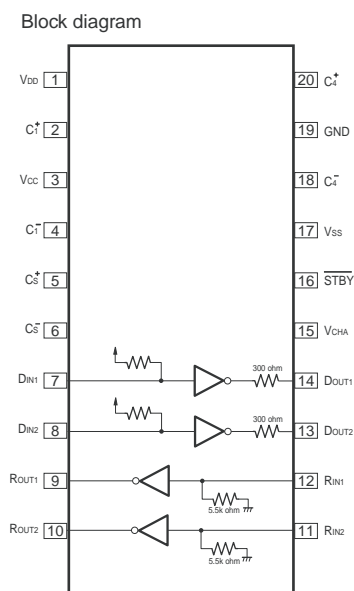 Block diagram
VDD 1
20 C4+
C1+ 2
19 GND
VCC 3
18 C4-
C1- 4
17 VSS
CS+ 5
16 STBY
CS- 6
15 VCHA
300 ohm
DIN1 7
14 DOUT1
300 ohm
DIN2 8
13 DOUT2
ROUT1 9
12 RIN1
5.5k ohm
ROUT2 10
11 RIN2
5.5k ohm